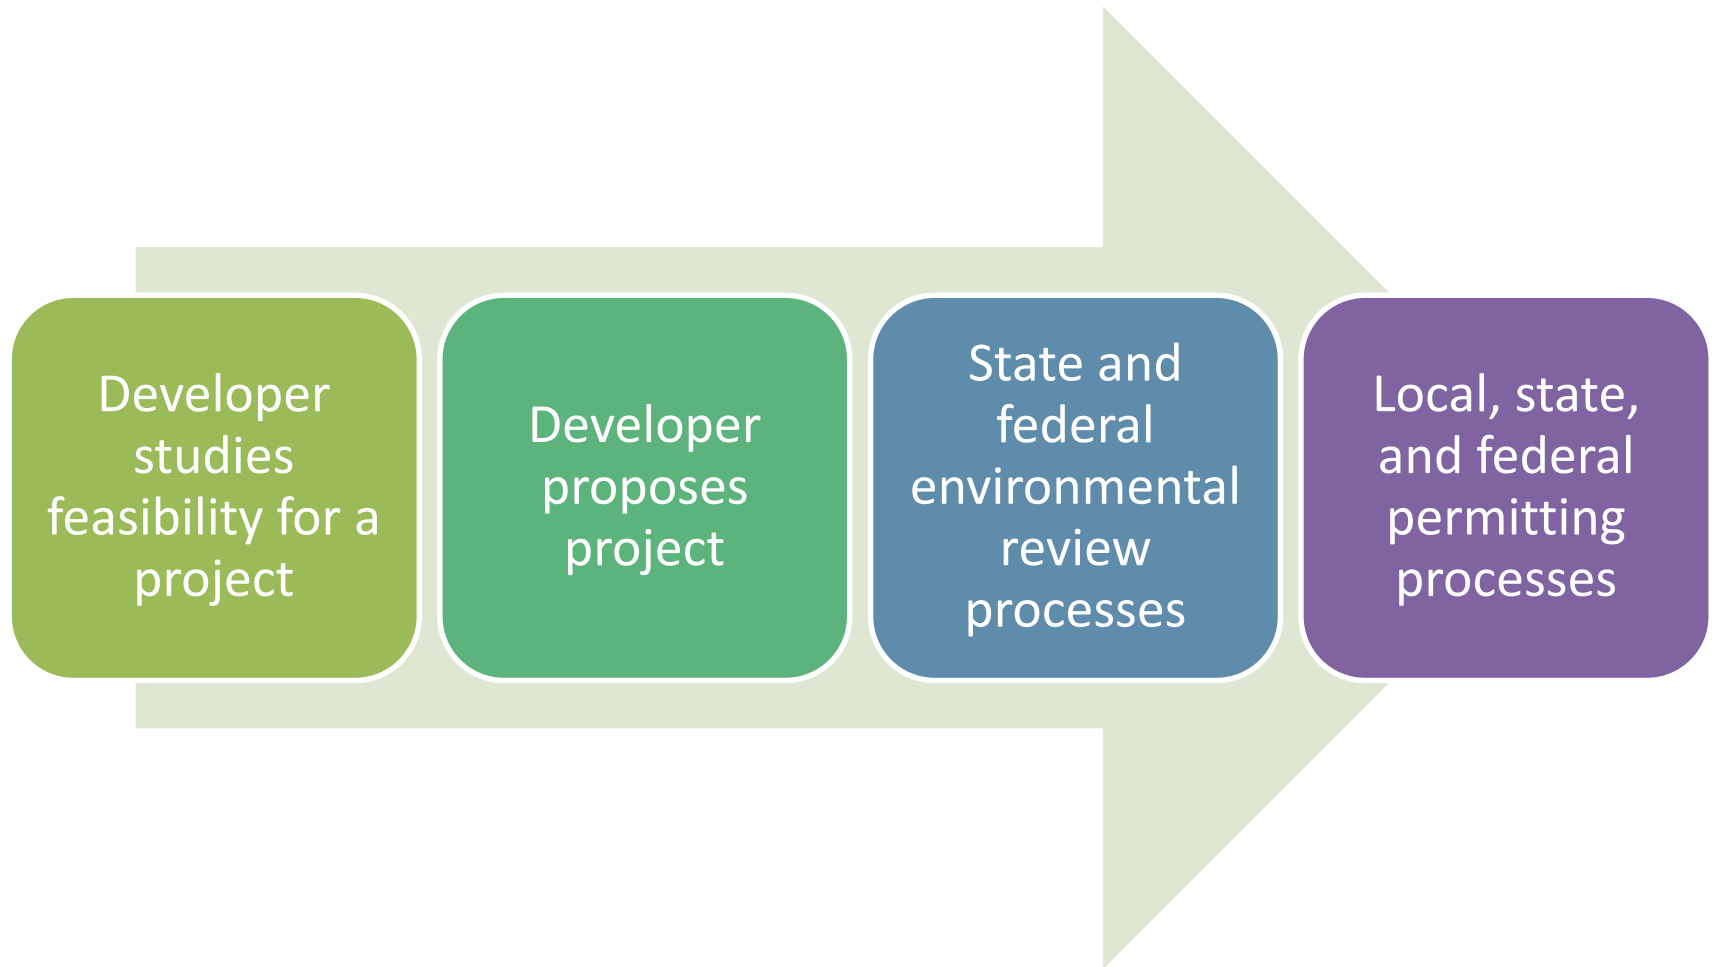 Developer
studies
feasibility for a
project
Developer
proposes
project
State and
federal
environmental
review
processes
Local, state,
and federal
permitting
processes